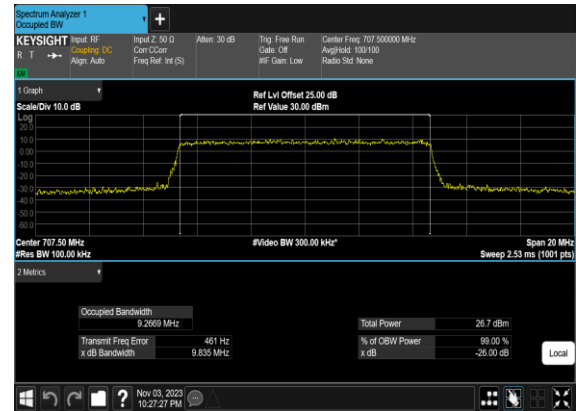 Spectrum Analyzer 1
Occupied BW
+
KEYSIGHT Input: RF Input Z: 50 Ω Atten: 30 dB Trig: Free Run Center Freq: 707.500000 MHz
R T Coupling: DC Corr CCorr Gate: Off Avg|Hold: 100/100
Align: Auto Freq Ref: Int (S) #IF Gain: Low Radio Std: None
1 Graph Ref Lvl Offset 25.00 dB
Scale/Div 10.0 dB Ref Value 30.00 dBm
Log
20.0
10.0
0.00
-10.0
-20.0
-30.0
-40.0
-50.0
-60.0
Center 707.50 MHz #Video BW 300.00 kHz* Span 20 MHz
#Res BW 100.00 kHz Sweep 2.53 ms (1001 pts)
2 Metrics
Occupied Bandwidth
9.2669 MHz Total Power 26.7 dBm
Transmit Freq Error 461 Hz % of OBW Power 99.00 %
x dB Bandwidth 9.835 MHz x dB -26.00 dB
Local
? Nov 03, 2023
10:27:27 PM